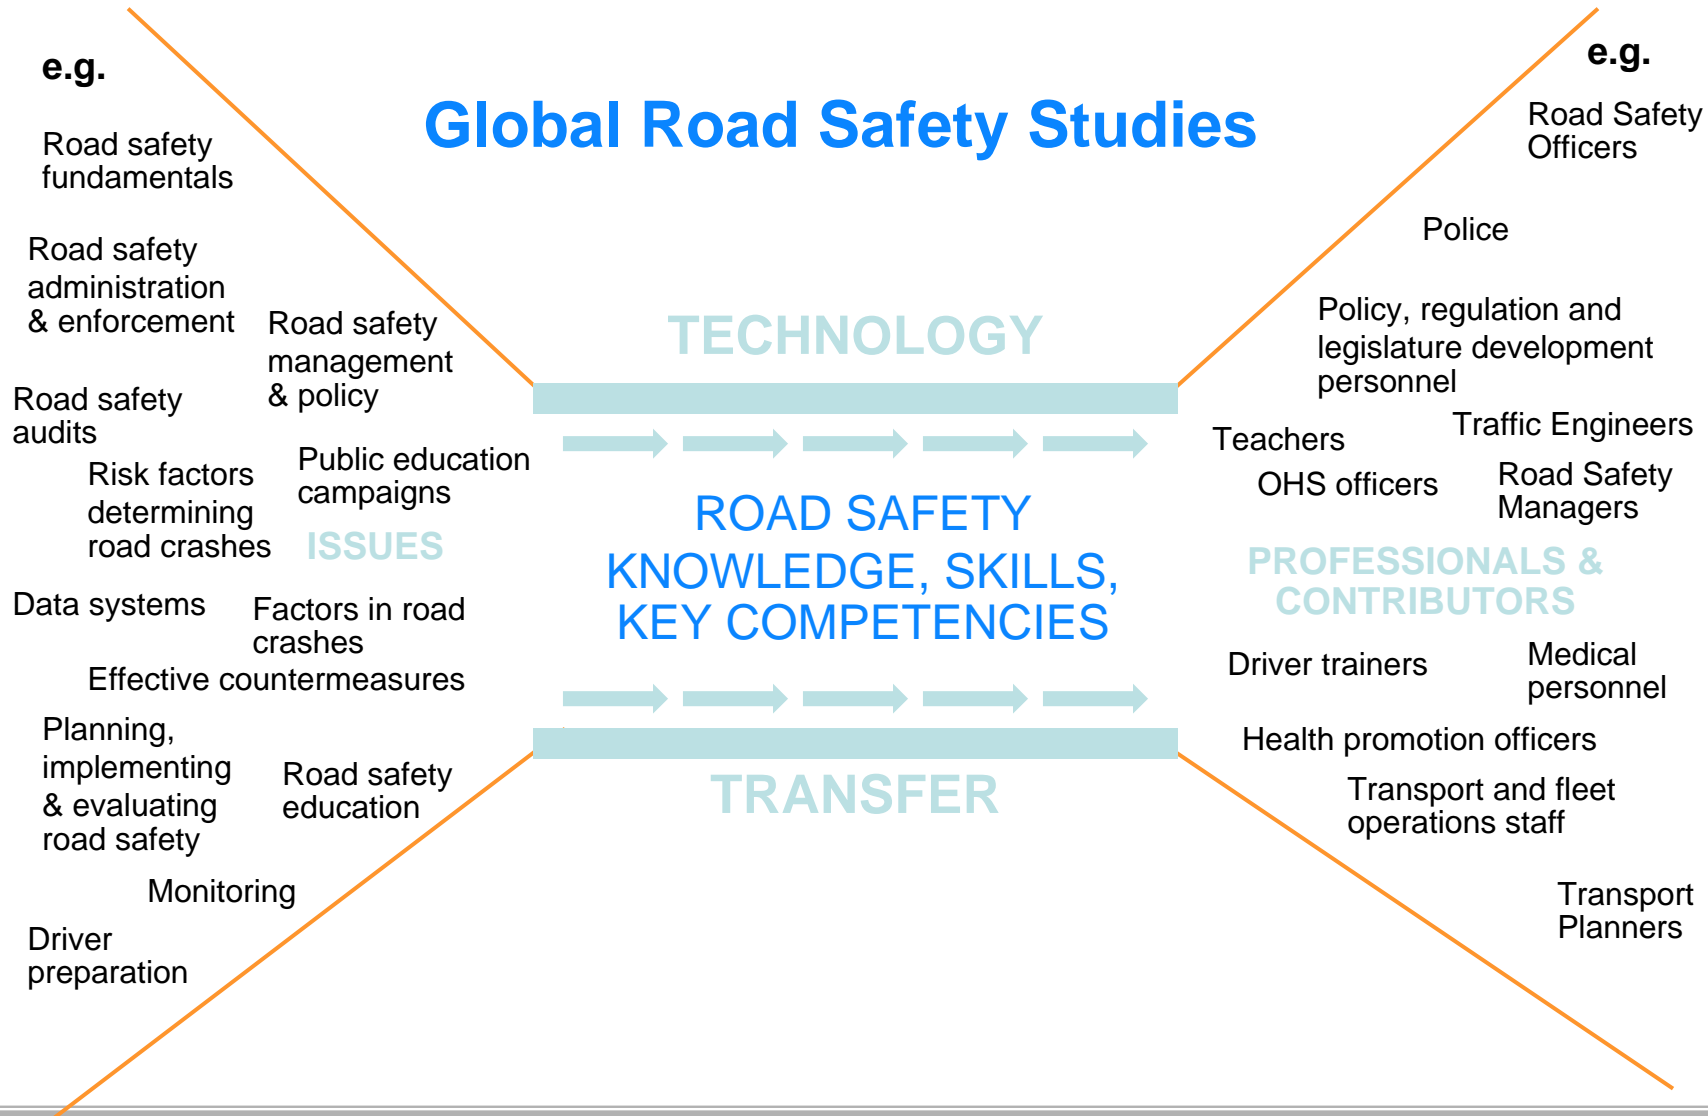 Global Road Safety Studies
e.g.
Road safety
fundamentals
Road safety
administration
& enforcement
Road safety
management
& policy
Road safety
audits
Public education
campaigns
Risk factors
determining
road crashes
ISSUES
Data systems
Factors in road
crashes
Effective countermeasures
Planning,
implementing
& evaluating
road safety
Road safety
education
Monitoring
Driver
preparation
TECHNOLOGY
ROAD SAFETY
KNOWLEDGE, SKILLS,
KEY COMPETENCIES
TRANSFER
e.g.
Road Safety
Officers
Police
Policy, regulation and
legislature development
personnel
Teachers
Traffic Engineers
OHS officers
Road Safety
Managers
PROFESSIONALS &
CONTRIBUTORS
Driver trainers
Medical
personnel
Health promotion officers
Transport and fleet
operations staff
Transport
Planners